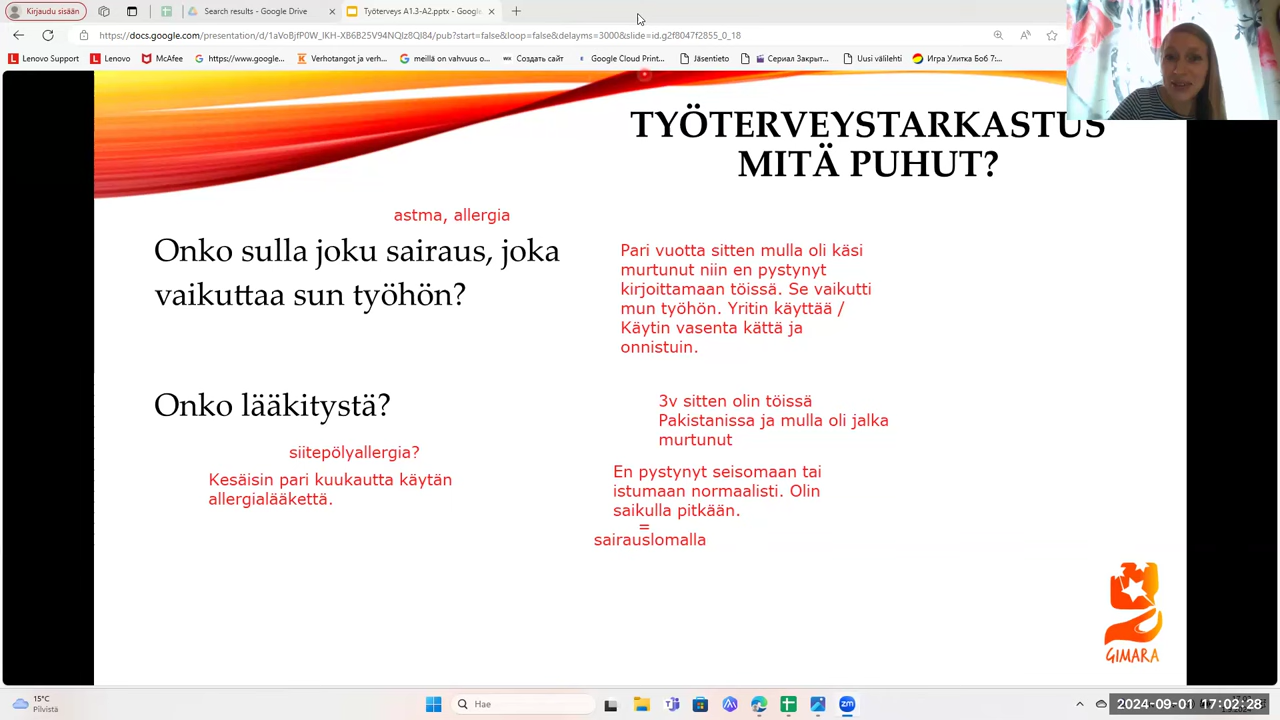 Kirjaudu sisään
Search results - Google Drive
Työterveys A1.3-A2.pptx - Google
https://docs.google.com/presentation/d/1aVoBjfP0W_IKH-XB6B25V94NQlz8Ql84/pub?start=false&loop=false&delayms=3000&slide=id.g2f8047f2855_0_18
Lenovo Support
Lenovo
McAfee
https://www.google...
Verhotangot ja verh...
meillä on vahvuus o...
Создать сайт
Google Cloud Print...
Jäsentieto
Сериал Закрыт...
Uusi välilehti
Игра Улитка Боб 7:...
TYÖTERVEYSTARKASTUS
MITÄ PUHUT?
astma, allergia
Onko sulla joku sairaus, joka
vaikuttaa sun työhön?
Onko lääkitystä?
siitepölyallergia?
Kesäisin pari kuukautta käytän
allergialääkettä.
Pari vuotta sitten mulla oli käsi
murtunut niin en pystynyt
kirjoittamaan töissä. Se vaikutti
mun työhön. Yritin käyttää /
Käytin vasenta kättä ja
onnistuin.
3v sitten olin töissä
Pakistanissa ja mulla oli jalka
murtunut
En pystynyt seisomaan tai
istumaan normaalisti. Olin
saikulla pitkään.
=
sairauslomalla
GIMARA
15°C
Pilvistä
Hae
2024-09-01 17:02:28